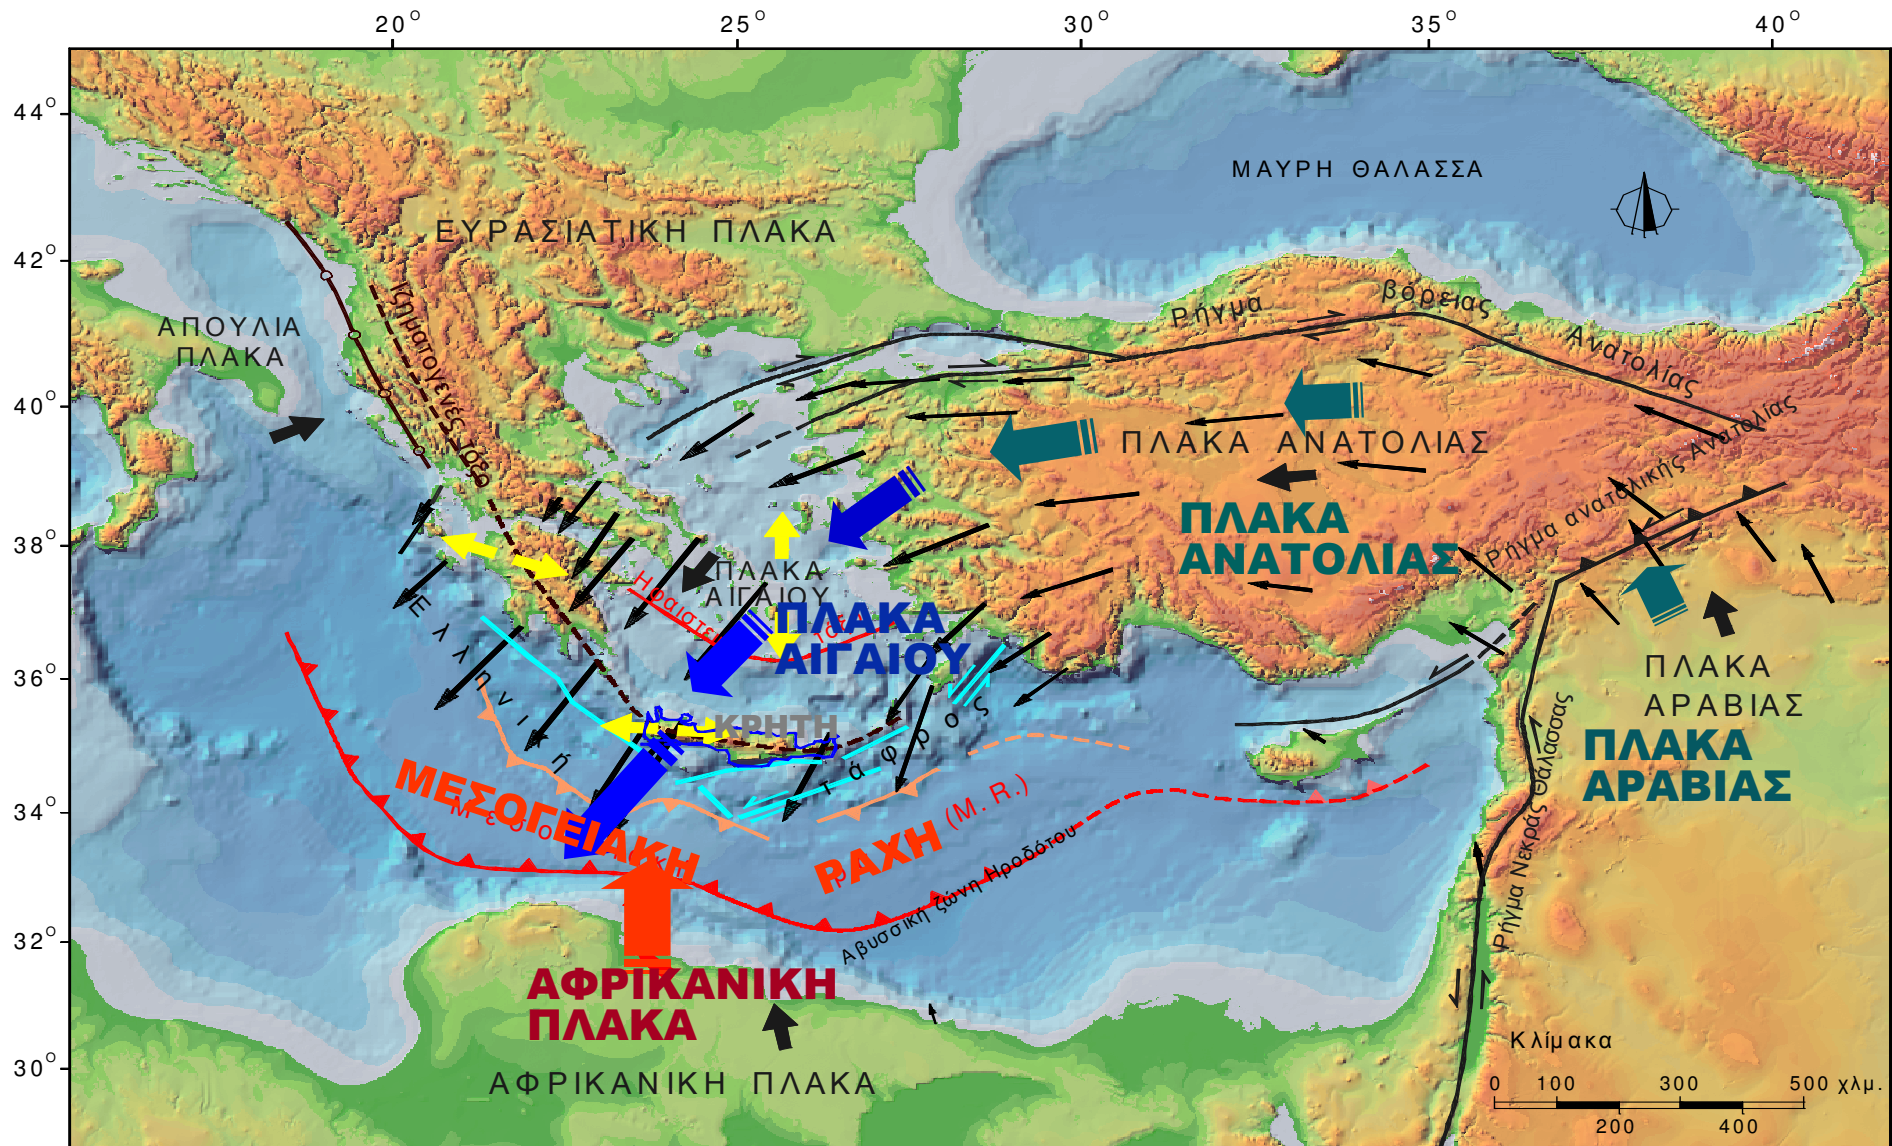 20° 25° 30° 35° 40°
44°
42°
40°
38°
36°
34°
32°
30°
ΜΑΥΡΗ ΘΑΛΑΣΣΑ
ΕΥΡΑΣΙΑΤΙΚΗ ΠΛΑΚΑ
ΑΠΟΥΛΙΑ
ΠΛΑΚΑ
Ιζηματογενές τόξο
Ρήγμα βόρειας Ανατολίας
ΠΛΑΚΑ ΑΝΑΤΟΛΙΑΣ
ΠΛΑΚΑ
ΑΝΑΤΟΛΙΑΣ
Ρήγμα ανατολικής Ανατολίας
ΠΛΑΚΑ
ΑΙΓΑΙΟΥ
ΠΛΑΚΑ
ΑΙΓΑΙΟΥ
Ελληνική τάφρος
ΚΡΗΤΗ
ΠΛΑΚΑ
ΑΡΑΒΙΑΣ
ΠΛΑΚΑ
ΑΡΑΒΙΑΣ
Ρήγμα Νεκράς Θάλασσας
ΜΕΣΟΓΕΙΑΚΗ ΡΑΧΗ
(M.R.)
Αβυσσική ζώνη Ηροδότου
ΑΦΡΙΚΑΝΙΚΗ
ΠΛΑΚΑ
ΑΦΡΙΚΑΝΙΚΗ ΠΛΑΚΑ
Κλίμακα
0 100 300 500 χλμ.
200 400